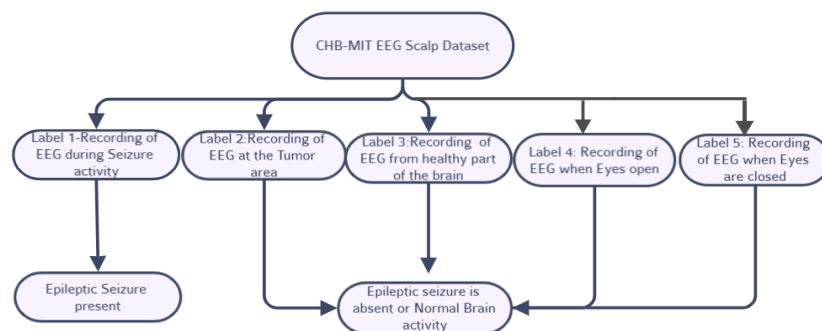 CHB-MIT EEG Scalp Dataset
Label 1-Recording of
EEG during Seizure
activity
Label 2:Recording of
EEG at the Tumor
area
Label 3:Recording of
EEG from healthy part
of the brain
Label 4: Recording of
EEG when Eyes open
Label 5: Recording
of EEG when Eyes
are closed
Epileptic Seizure
present
Epileptic seizure is
absent or Normal Brain
activity